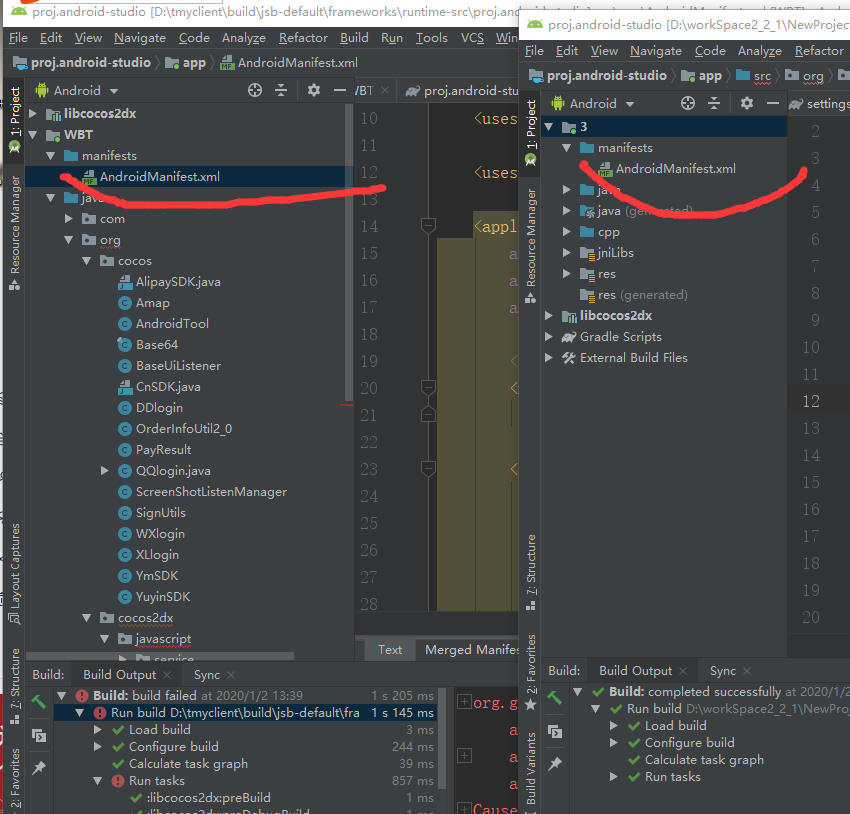 proj.android-studio [D:\tmyclient\build\jsb-default\frameworks\runtime-src\proj.andr
proj.android-studio [D:\workSpace2_2_1\NewProject
File Edit View Navigate Code Analyze Refactor Build Run Tools VCS Win
File Edit View Navigate Code Analyze Refactor
proj.android-studio app AndroidManifest.xml
proj.android-studio app src org
1: Project
Resource Manager
Layout Captures
7: Structure
2: Favorites
Android
libcocos2dx
WBT
manifests
AndroidManifest.xml
java
com
org
cocos
AlipaySDK.java
Amap
AndroidTool
Base64
BaseUiListener
CnSDK.java
DDlogin
OrderInfoUtil2_0
PayResult
QQlogin.java
ScreenShotListenManager
SignUtils
WXlogin
XLlogin
YmSDK
YuyinSDK
cocos2dx
javascript
service
WBT
proj.android-stu
10
<uses
11
12
<uses
13
14
<appl
15
a
16
a
17
a
18
19
<
20
<
21
22
23
<
24
25
26
27
28
Text Merged Manifes
Build: Build Output Sync
Build: build failed at 2020/1/2 13:39 1 s 205 ms
Run build D:\tmyclient\build\jsb-default\fra 1 s 145 ms
Load build 3 ms
Configure build 244 ms
Calculate task graph 39 ms
Run tasks 857 ms
:libcocos2dx:preBuild 1 ms
:libcocos2dx:preDebugBuild 1 ms
org.g
a
a
a
Cause
1: Project
Resource Manager
7: Structure
2: Favorites
Build Variants
Android
settings
3
manifests
AndroidManifest.xml
java
java (generated)
cpp
jniLibs
res
res (generated)
libcocos2dx
Gradle Scripts
External Build Files
2
3
4
5
6
7
8
9
10
11
12
13
14
15
16
17
18
19
20
Build: Build Output Sync
Build: completed successfully at 2020/1/2
Run build D:\workSpace2_2_1\NewProj
Load build
Configure build
Calculate task graph
Run tasks